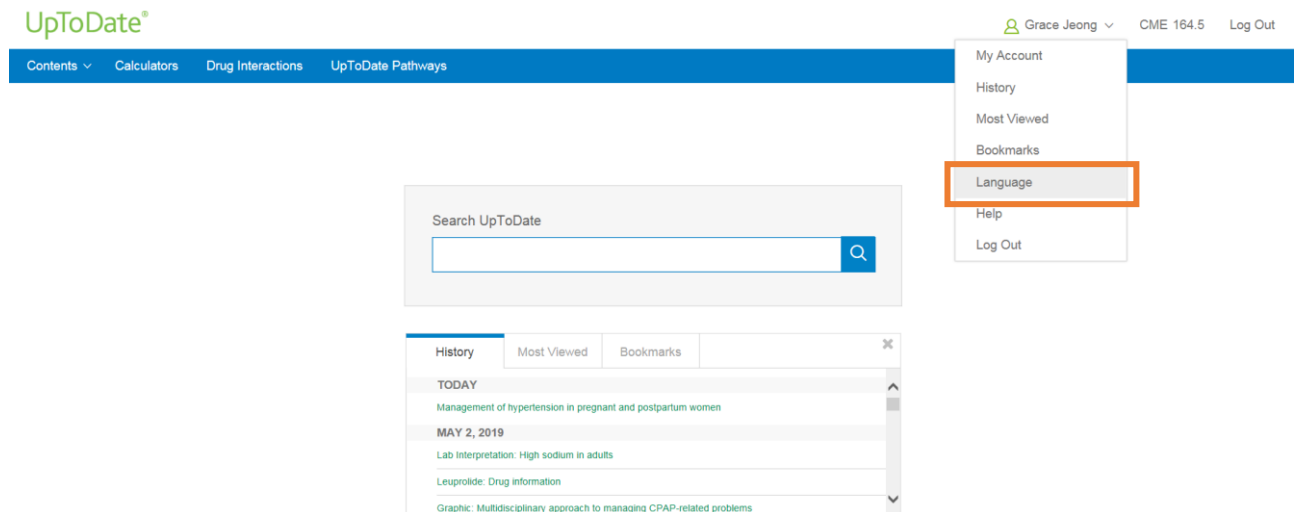 UpToDate®
Grace Jeong CME 164.5 Log Out
Contents Calculators Drug Interactions UpToDate Pathways
My Account
History
Most Viewed
Bookmarks
Language
Help
Log Out
Search UpToDate
History Most Viewed Bookmarks
TODAY
Management of hypertension in pregnant and postpartum women
MAY 2, 2019
Lab Interpretation: High sodium in adults
Leuprolide: Drug information
Graphic: Multidisciplinary approach to managing CPAP-related problems